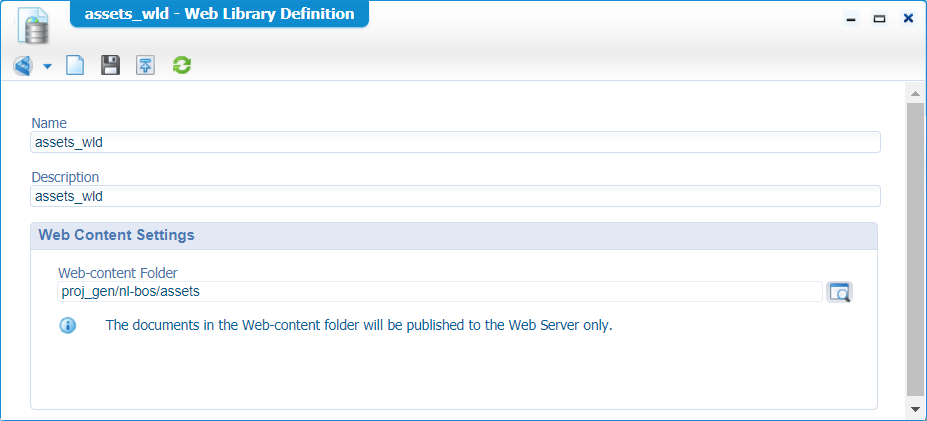 assets_wld - Web Library Definition
Name
assets_wld
Description
assets_wld
Web Content Settings
Web-content Folder
proj_gen/nl-bos/assets
The documents in the Web-content folder will be published to the Web Server only.